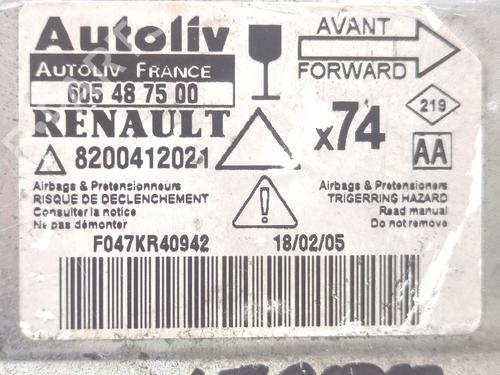 Autoliv
AUTOLIV FRANCE
605 48 75 00
RENAULT
8200412021
AVANT
FORWARD
x74
219
AA
Airbags & Pretensionneurs
RISQUE DE DECLENCHEMENT
Consulter la notice
Ne pas démonter
Airbags & Pretensioners
TRIGERRING HAZARD
Read manual
Do not remove
F047KR40942
18/02/05